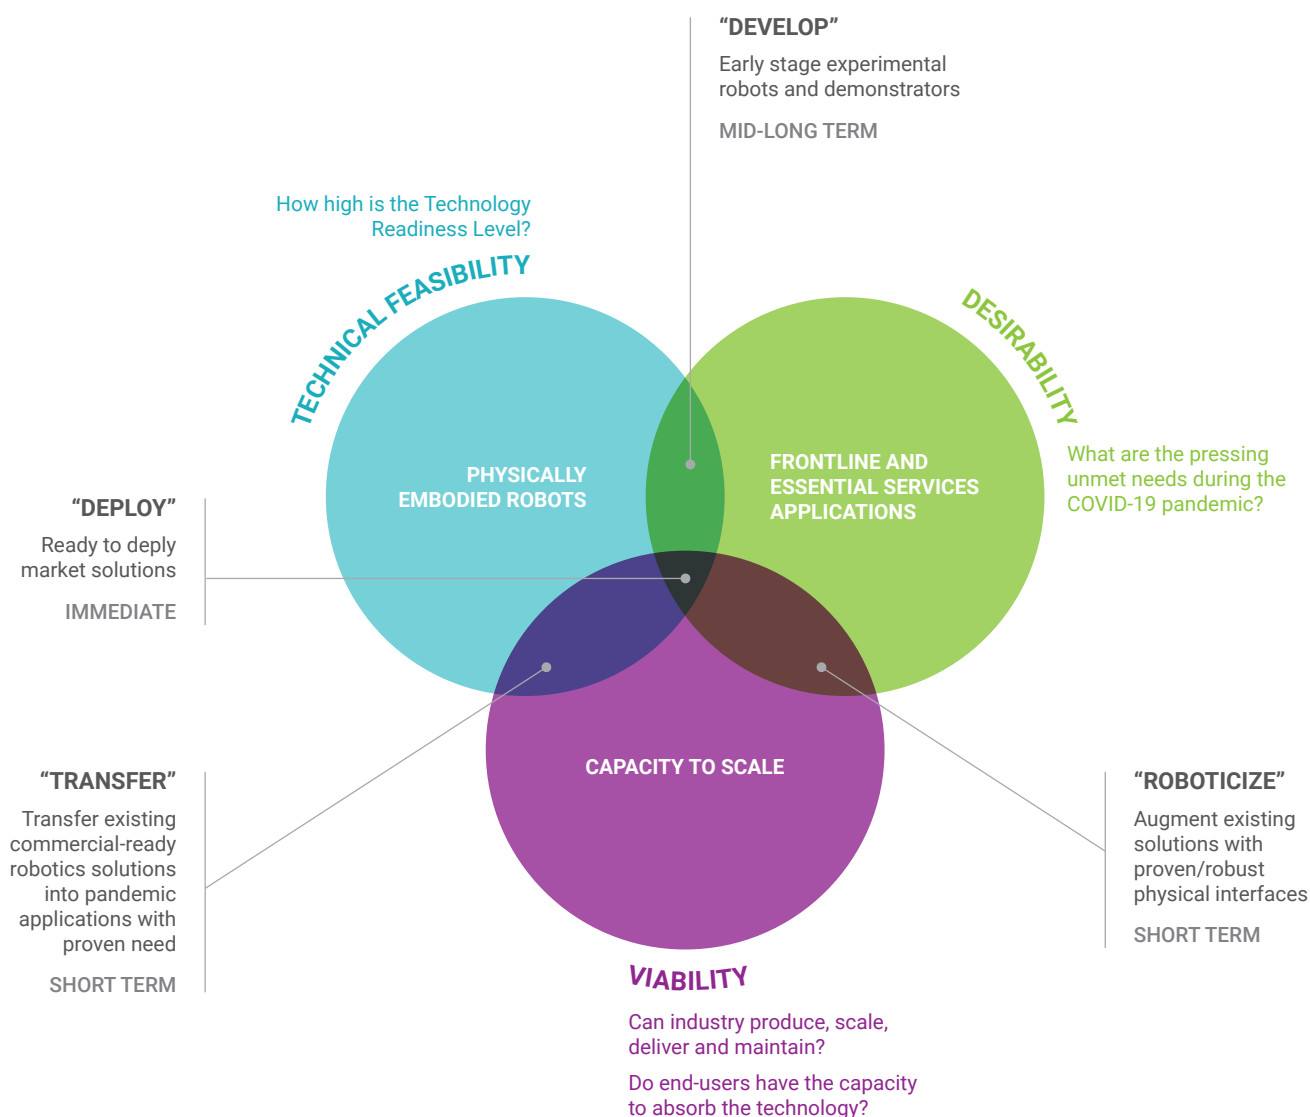 “DEVELOP”
Early stage experimental
robots and demonstrators
MID-LONG TERM
How high is the Technology
Readiness Level?
TECHNICAL FEASIBILITY
DESIRABILITY
What are the pressing
unmet needs during the
COVID-19 pandemic?
PHYSICALLY
EMBODIED ROBOTS
FRONTLINE AND
ESSENTIAL SERVICES
APPLICATIONS
“DEPLOY”
Ready to deply
market solutions
IMMEDIATE
CAPACITY TO SCALE
“TRANSFER”
Transfer existing
commercial-ready
robotics solutions
into pandemic
applications with
proven need
SHORT TERM
“ROBOTICIZE”
Augment existing
solutions with
proven/robust
physical interfaces
SHORT TERM
VIABILITY
Can industry produce, scale,
deliver and maintain?
Do end-users have the capacity
to absorb the technology?